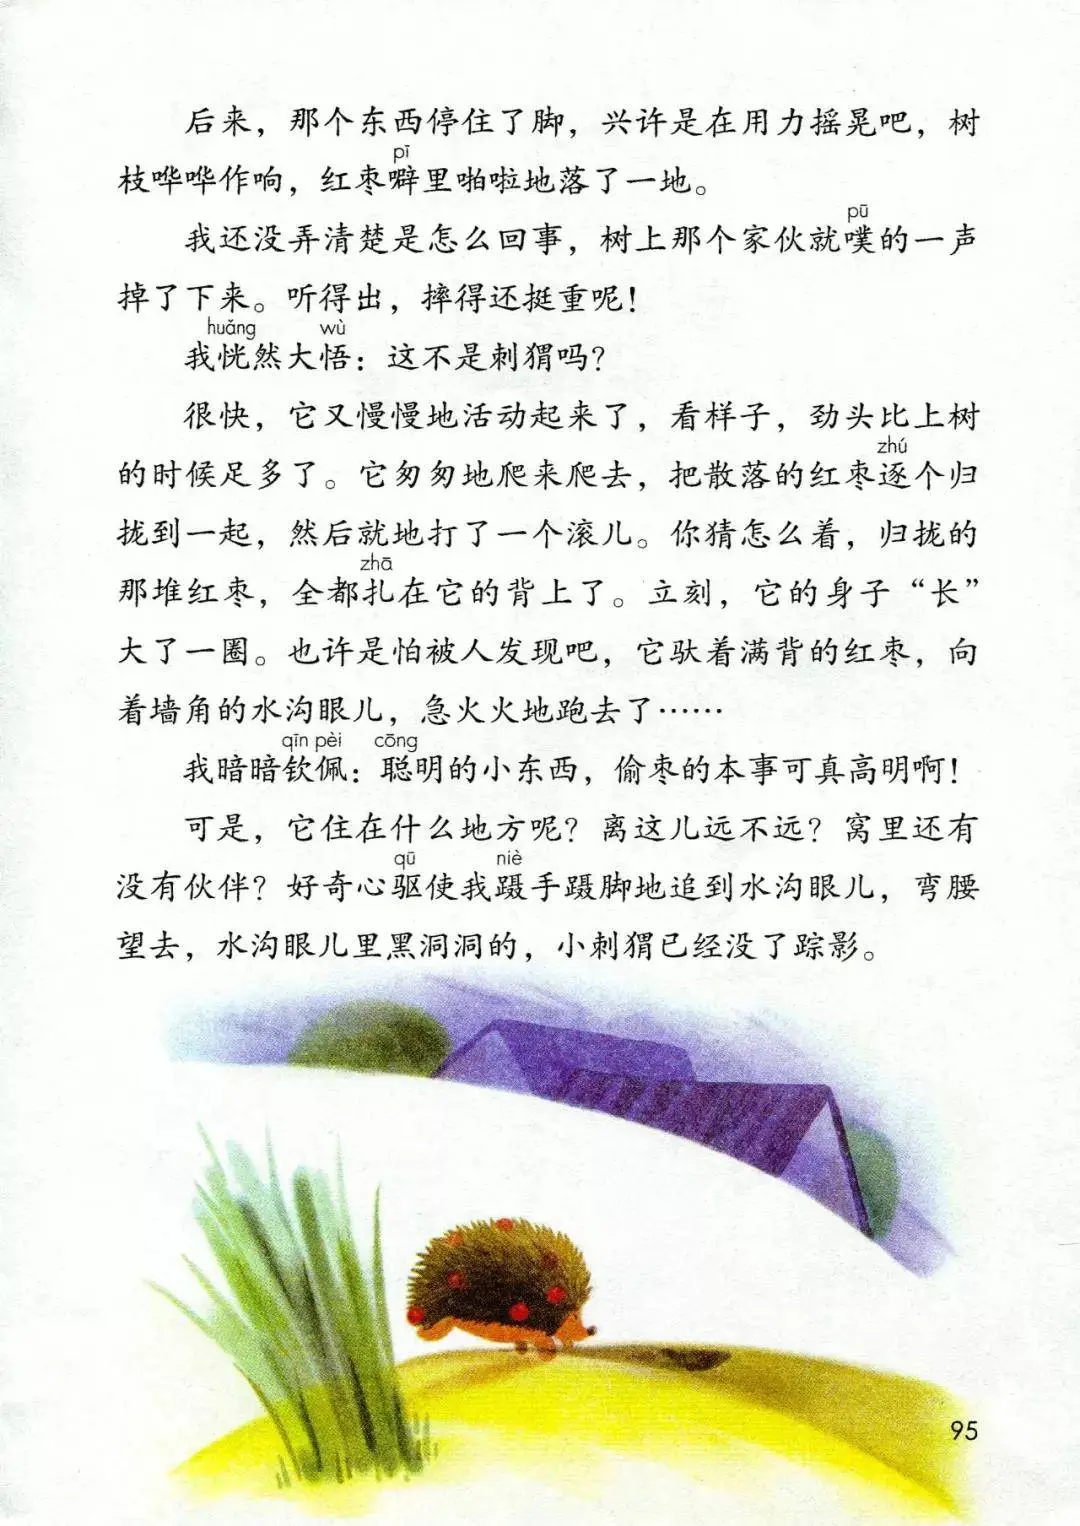 后来，那个东西停住了脚，兴许是在用力摇晃吧，树
pī
枝哗哗作响，红枣噼里啪啦地落了一地。
pū
我还没弄清楚是怎么回事，树上那个家伙就噗的一声
掉了下来。听得出，摔得还挺重呢！
huǎng wù
我恍然大悟：这不是刺猬吗？
很快，它又慢慢地活动起来了，看样子，劲头比上树
zhú
的时候足多了。它匆匆地爬来爬去，把散落的红枣逐个归
拢到一起，然后就地打了一个滚儿。你猜怎么着，归拢的
zhā
那堆红枣，全都扎在它的背上了。立刻，它的身子“长”
大了一圈。也许是怕被人发现吧，它驮着满背的红枣，向
着墙角的水沟眼儿，急火火地跑去了……
qīn pèi cōng
我暗暗钦佩：聪明的小东西，偷枣的本事可真高明啊！
可是，它住在什么地方呢？离这儿远不远？窝里还有
qū niè
没有伙伴？好奇心驱使我蹑手蹑脚地追到水沟眼儿，弯腰
望去，水沟眼儿里黑洞洞的，小刺猬已经没了踪影。
95